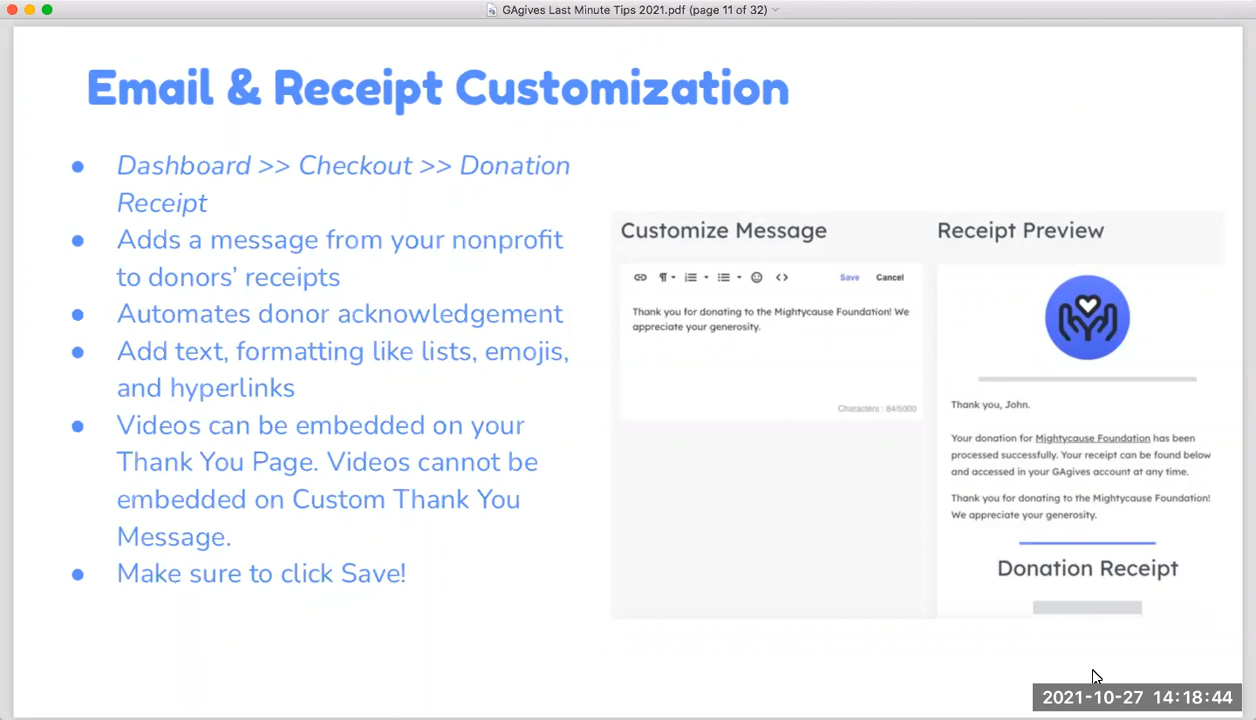 GAgives Last Minute Tips 2021.pdf (page 11 of 32)
Email & Receipt Customization
Dashboard >> Checkout >> Donation
Receipt
Adds a message from your nonprofit
to donors’ receipts
Automates donor acknowledgement
Add text, formatting like lists, emojis,
and hyperlinks
Videos can be embedded on your
Thank You Page. Videos cannot be
embedded on Custom Thank You
Message.
Make sure to click Save!
Customize Message
Save Cancel
Thank you for donating to the Mightycause Foundation! We
appreciate your generosity.
Characters : 84/5000
Receipt Preview
Thank you, John.
Your donation for Mightycause Foundation has been
processed successfully. Your receipt can be found below
and accessed in your GAgives account at any time.
Thank you for donating to the Mightycause Foundation!
We appreciate your generosity.
Donation Receipt
2021-10-27 14:18:44